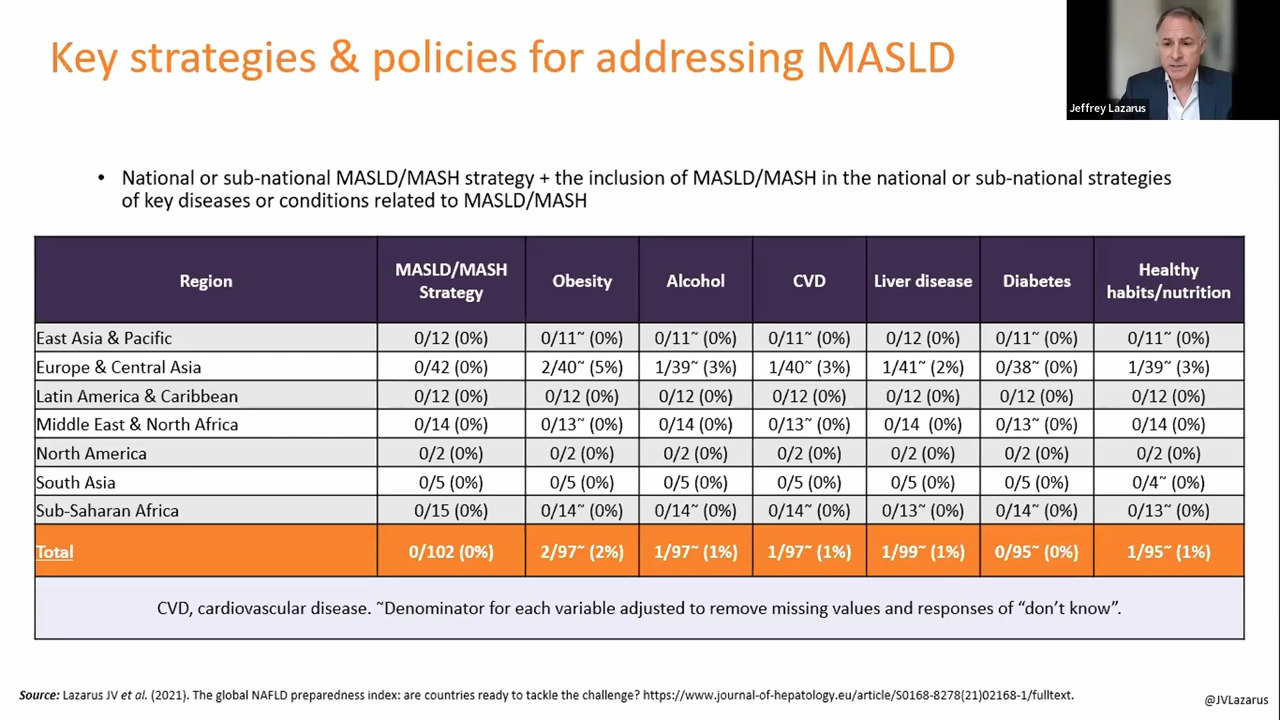 Key strategies & policies for addressing MASLD
Jeffrey Lazarus
• National or sub-national MASLD/MASH strategy + the inclusion of MASLD/MASH in the national or sub-national strategies
of key diseases or conditions related to MASLD/MASH
Region MASLD/MASH Strategy Obesity Alcohol CVD Liver disease Diabetes Healthy habits/nutrition
East Asia & Pacific 0/12 (0%) 0/11~ (0%) 0/11~ (0%) 0/11~ (0%) 0/12 (0%) 0/11~ (0%) 0/11~ (0%)
Europe & Central Asia 0/42 (0%) 2/40~ (5%) 1/39~ (3%) 1/40~ (3%) 1/41~ (2%) 0/38~ (0%) 1/39~ (3%)
Latin America & Caribbean 0/12 (0%) 0/12 (0%) 0/12 (0%) 0/12 (0%) 0/12 (0%) 0/12 (0%) 0/12 (0%)
Middle East & North Africa 0/14 (0%) 0/13~ (0%) 0/14 (0%) 0/13~ (0%) 0/14 (0%) 0/13~ (0%) 0/14 (0%)
North America 0/2 (0%) 0/2 (0%) 0/2 (0%) 0/2 (0%) 0/2 (0%) 0/2 (0%) 0/2 (0%)
South Asia 0/5 (0%) 0/5 (0%) 0/5 (0%) 0/5 (0%) 0/5 (0%) 0/5 (0%) 0/4~ (0%)
Sub-Saharan Africa 0/15 (0%) 0/14~ (0%) 0/14~ (0%) 0/14~ (0%) 0/13~ (0%) 0/14~ (0%) 0/13~ (0%)
Total 0/102 (0%) 2/97~ (2%) 1/97~ (1%) 1/97~ (1%) 1/99~ (1%) 0/95~ (0%) 1/95~ (1%)
CVD, cardiovascular disease. ~Denominator for each variable adjusted to remove missing values and responses of “don’t know”.
Source: Lazarus JV et al. (2021). The global NAFLD preparedness index: are countries ready to tackle the challenge? https://www.journal-of-hepatology.eu/article/S0168-8278(21)02168-1/fulltext.
@JVLazarus